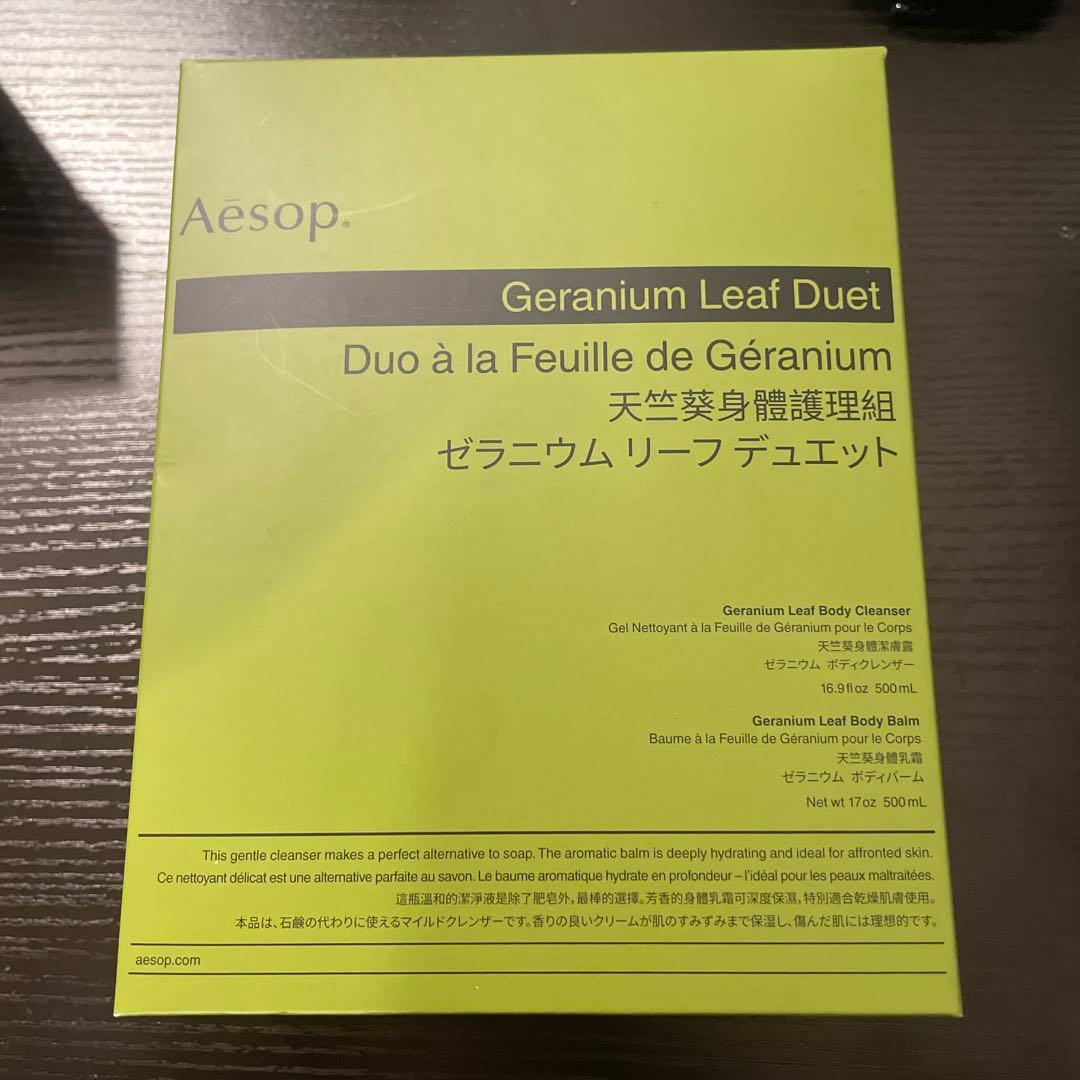 Aēsop®
Geranium Leaf Duet
Duo à la Feuille de Géranium
天竺葵身體護理組
ゼラニウム リーフ デュエット
Geranium Leaf Body Cleanser
Gel Nettoyant à la Feuille de Géranium pour le Corps
天竺葵身體潔膚露
ゼラニウム ボディクレンザー
16.9 fl oz 500 mL
Geranium Leaf Body Balm
Baume à la Feuille de Géranium pour le Corps
天竺葵身體乳霜
ゼラニウム ボディバーム
Net wt 17 oz 500 mL
This gentle cleanser makes a perfect alternative to soap. The aromatic balm is deeply hydrating and ideal for affronted skin.
Ce nettoyant délicat est une alternative parfaite au savon. Le baume aromatique hydrate en profondeur – l'idéal pour les peaux maltraitées.
這瓶溫和的潔淨液是除了肥皂外，最棒的選擇。芳香的身體乳霜可深度保濕，特別適合乾燥肌膚使用。
本品は、石鹸の代わりに使えるマイルドクレンザーです。香りの良いクリームが肌のすみずみまで保湿し、傷んだ肌には理想的です。
aesop.com